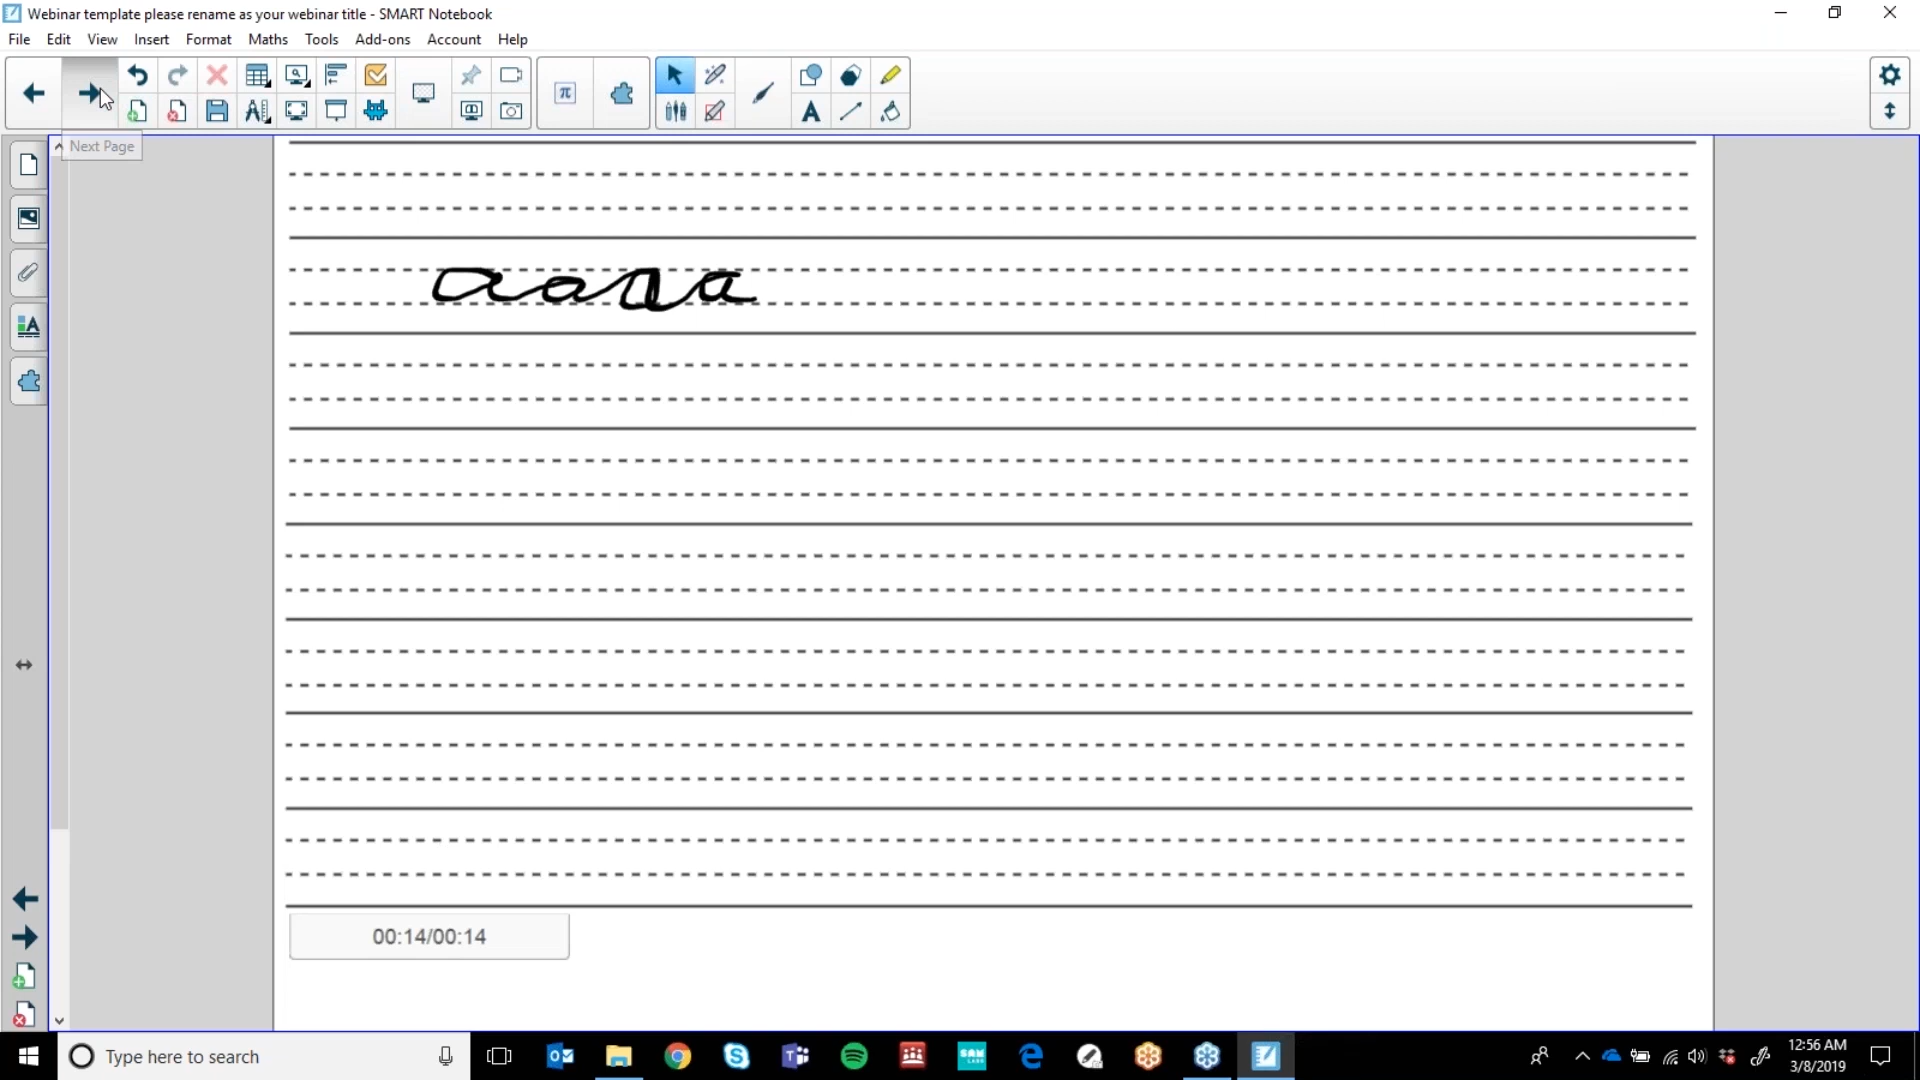 Webinar template please rename as your webinar title - SMART Notebook
File Edit View Insert Format Maths Tools Add-ons Account Help
π
A
Next Page
A
aaaa
00:14/00:14
Type here to search
12:56 AM
3/8/2019